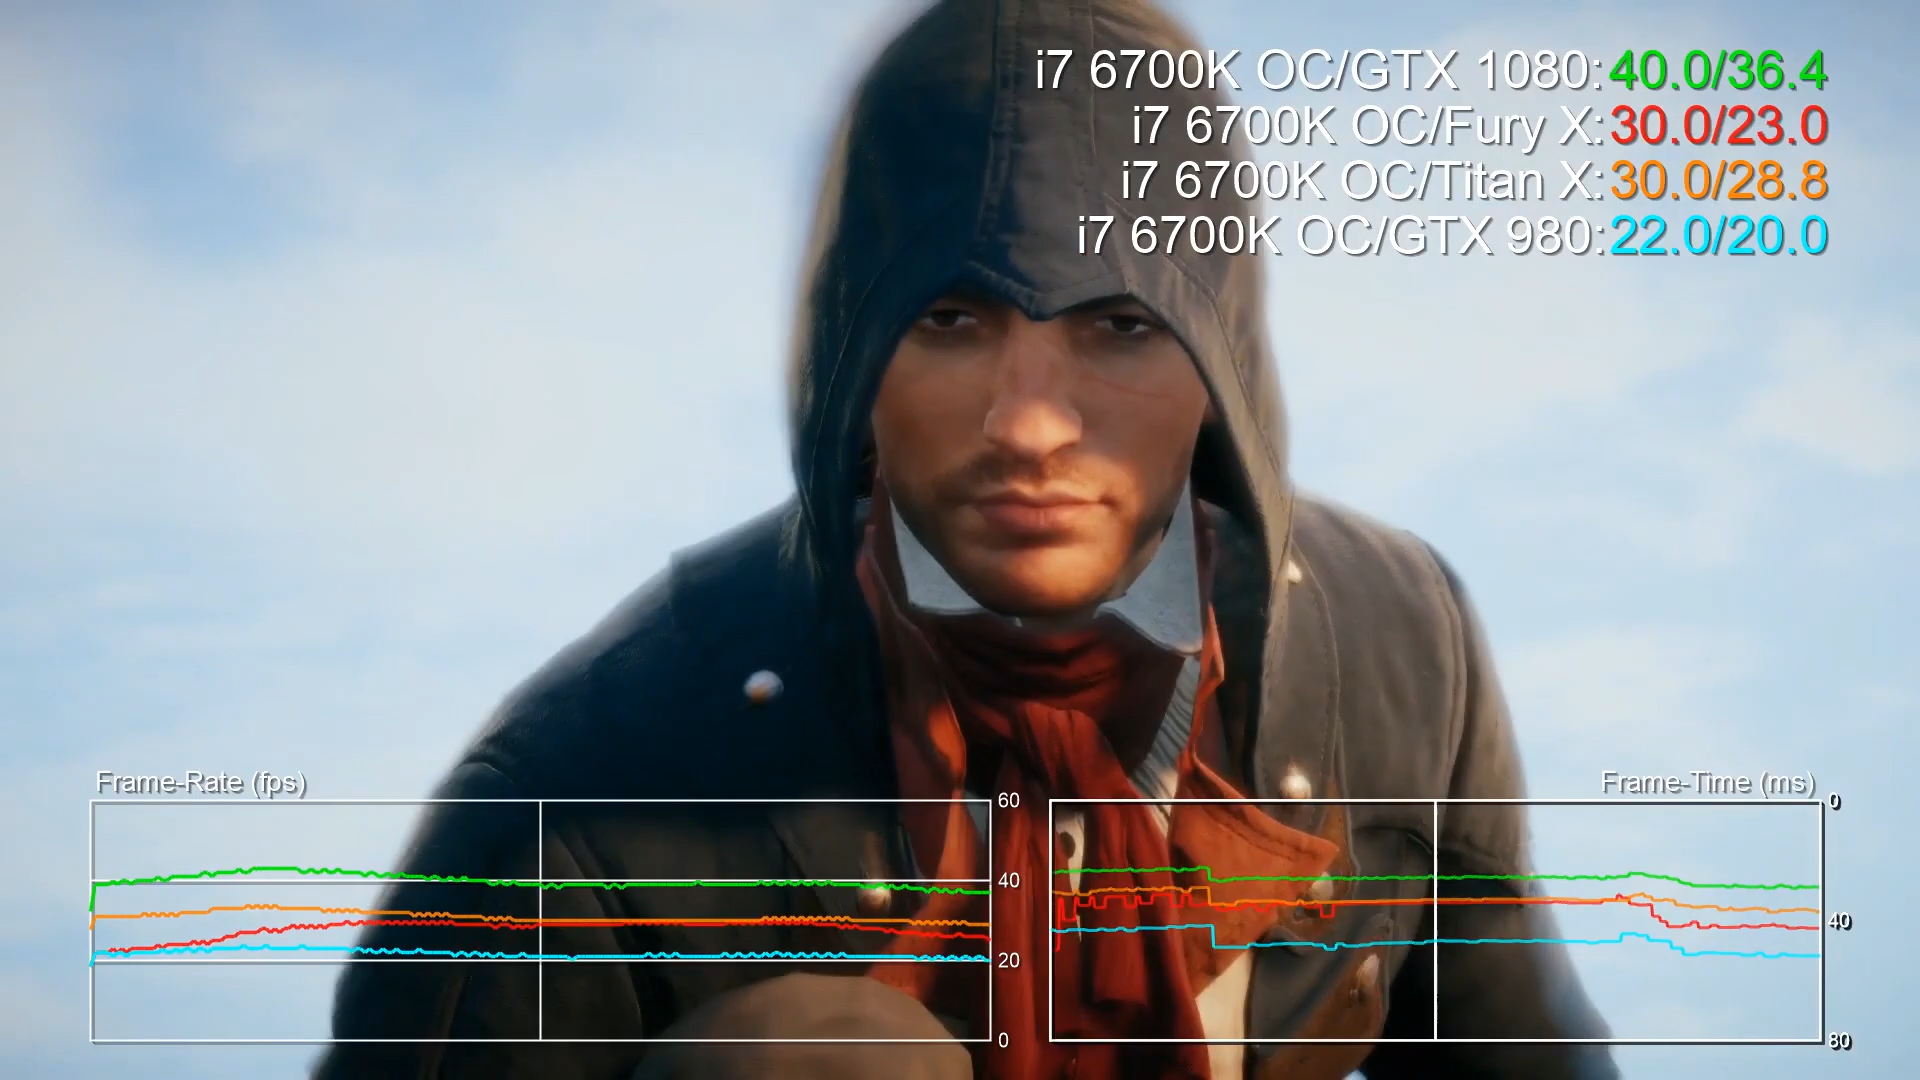 i7 6700K OC/GTX 1080:40.0/36.4
i7 6700K OC/Fury X:30.0/23.0
i7 6700K OC/Titan X:30.0/28.8
i7 6700K OC/GTX 980:22.0/20.0
Frame-Rate (fps)
60
40
20
0
Frame-Time (ms)
0
40
80